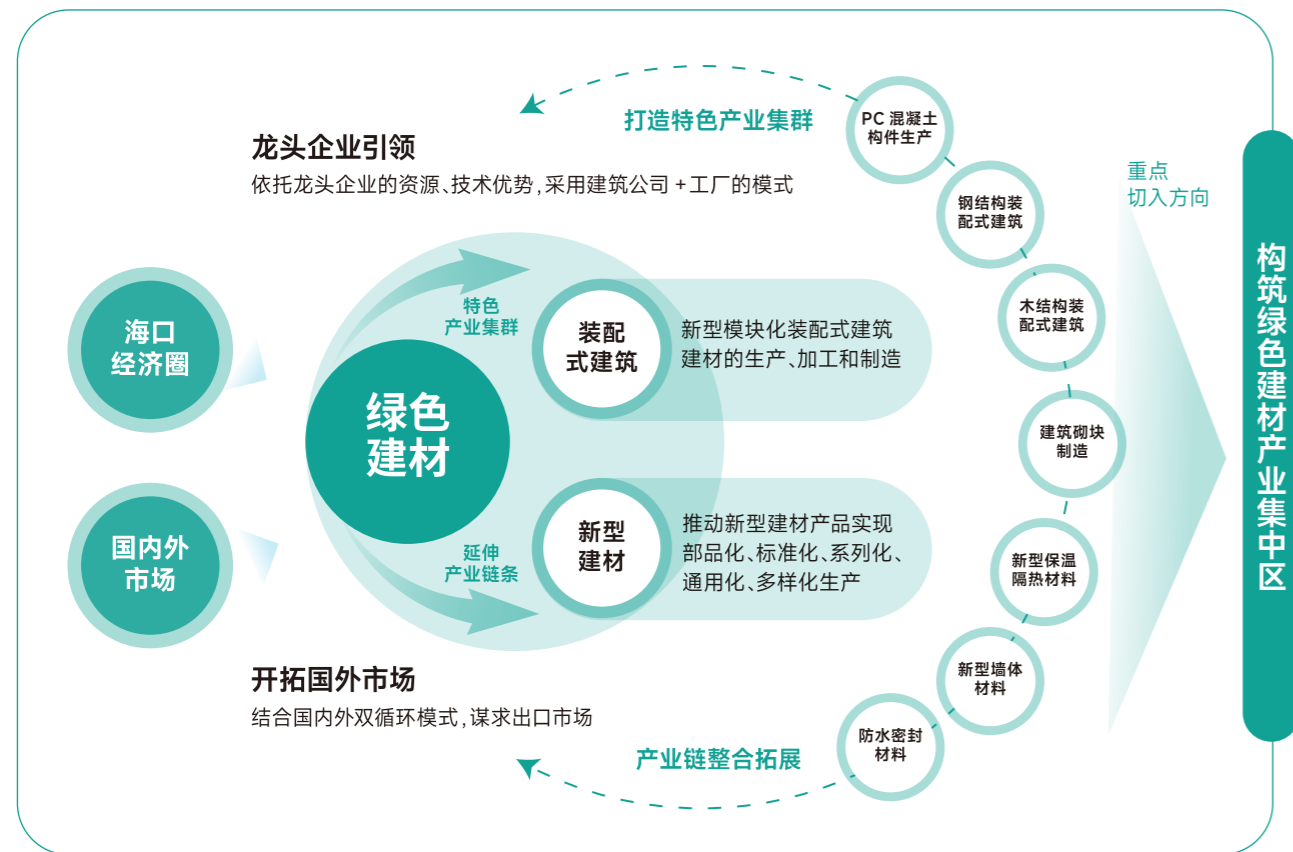 打造特色产业集群
龙头企业引领
依托龙头企业的资源、技术优势,采用建筑公司+工厂的模式
海口
经济圈
国内外
市场
绿色
建材
特色
产业集群
延伸
产业链条
装配
式建筑
新型模块化装配式建筑
建材的生产、加工和制造
新型
建材
推动新型建材产品实现
部品化、标准化、系列化、
通用化、多样化生产
开拓国外市场
结合国内外双循环模式,谋求出口市场
产业链整合拓展
PC 混凝土
构件生产
钢结构装
配式建筑
木结构装
配式建筑
建筑砌块
制造
新型保温
隔热材料
新型墙体
材料
防水密封
材料
重点
切入方向
构筑绿色建材产业集中区